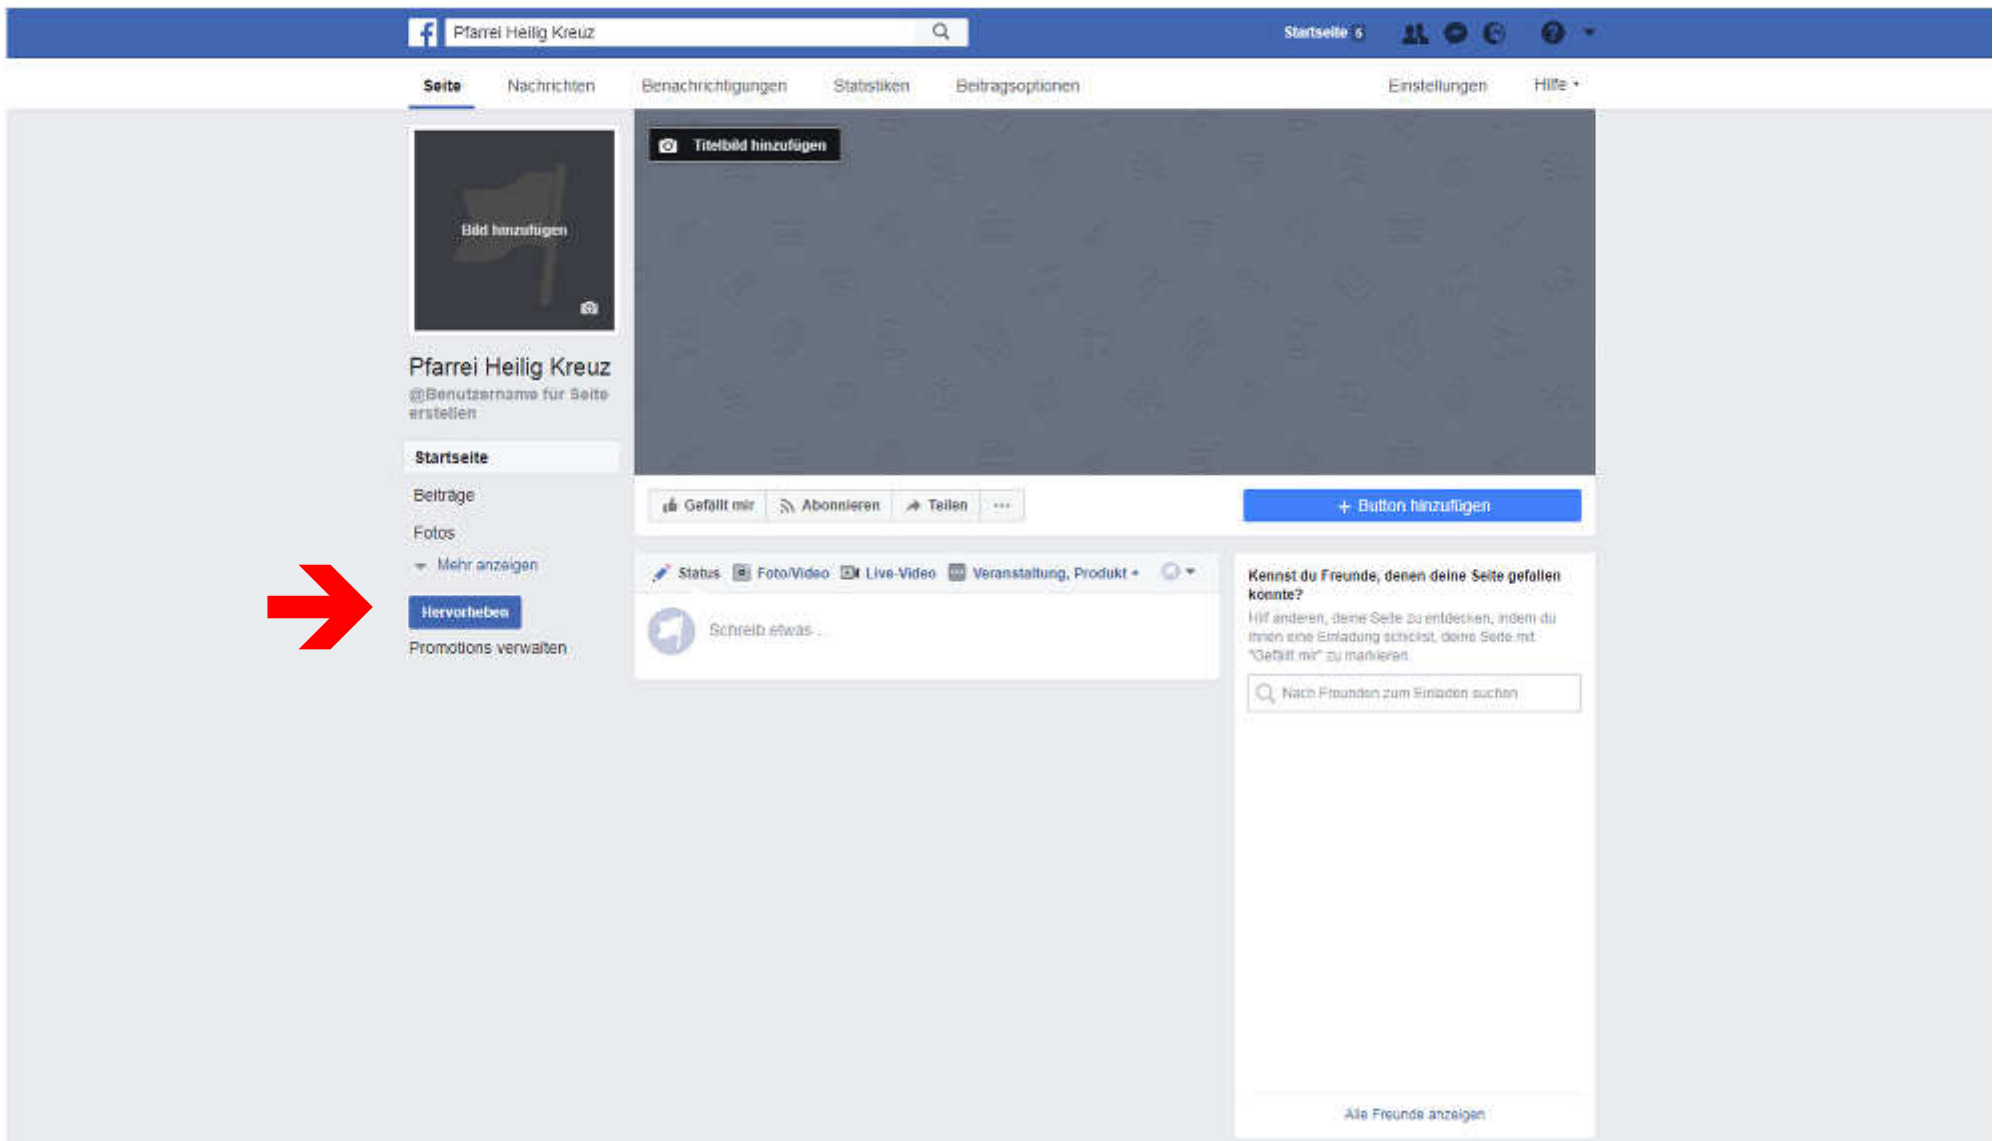 f Pfarrei Heilig Kreuz
Startseite 6
Seite Nachrichten Benachrichtigungen Statistiken Beitragsoptionen Einstellungen Hilfe
Titelbild hinzufügen
Bild hinzufügen
Pfarrei Heilig Kreuz
@Benutzername für Seite
erstellen
Startseite
Beiträge
Fotos
Mehr anzeigen
Hervorheben
Promotions verwalten
Gefällt mir Abonnieren Teilen ...
+ Button hinzufügen
Status Foto/Video Live-Video Veranstaltung, Produkt +
Schreib etwas ...
Kennst du Freunde, denen deine Seite gefallen
könnte?
Hilf anderen, deine Seite zu entdecken, indem du
ihnen eine Einladung schickst, deine Seite mit
"Gefällt mir" zu markieren.
Nach Freunden zum Einladen suchen
Alle Freunde anzeigen